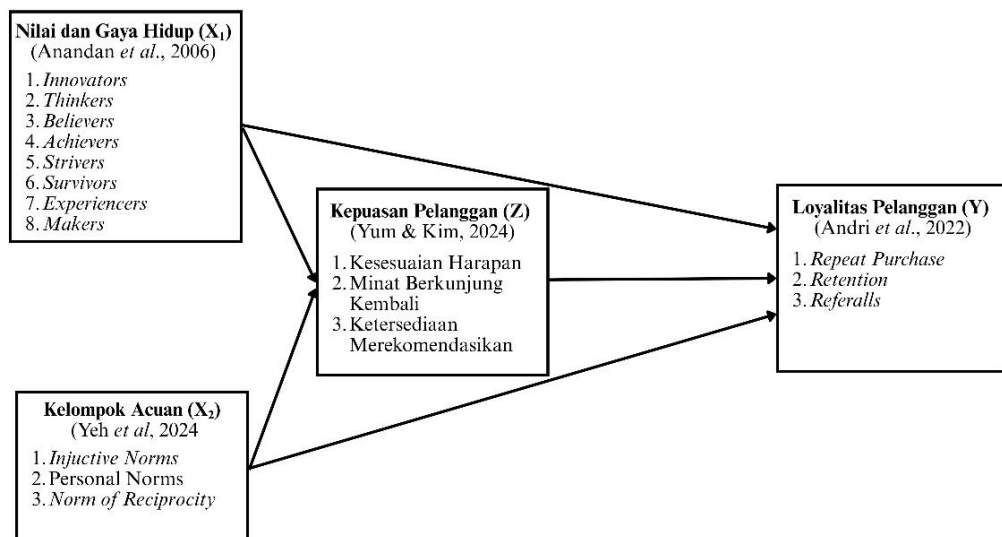 Nilai dan Gaya Hidup (X₁)
(Anandan et al., 2006)
1. Innovators
2. Thinkers
3. Believers
4. Achievers
5. Strivers
6. Survivors
7. Experiencers
8. Makers
Kepuasan Pelanggan (Z)
(Yum & Kim, 2024)
1. Kesesuaian Harapan
2. Minat Berkunjung
Kembali
3. Ketersediaan
Merekomendasikan
Loyalitas Pelanggan (Y)
(Andri et al., 2022)
1. Repeat Purchase
2. Retention
3. Referalls
Kelompok Acuan (X₂)
(Yeh et al, 2024
1. Injuctive Norms
2. Personal Norms
3. Norm of Reciprocity